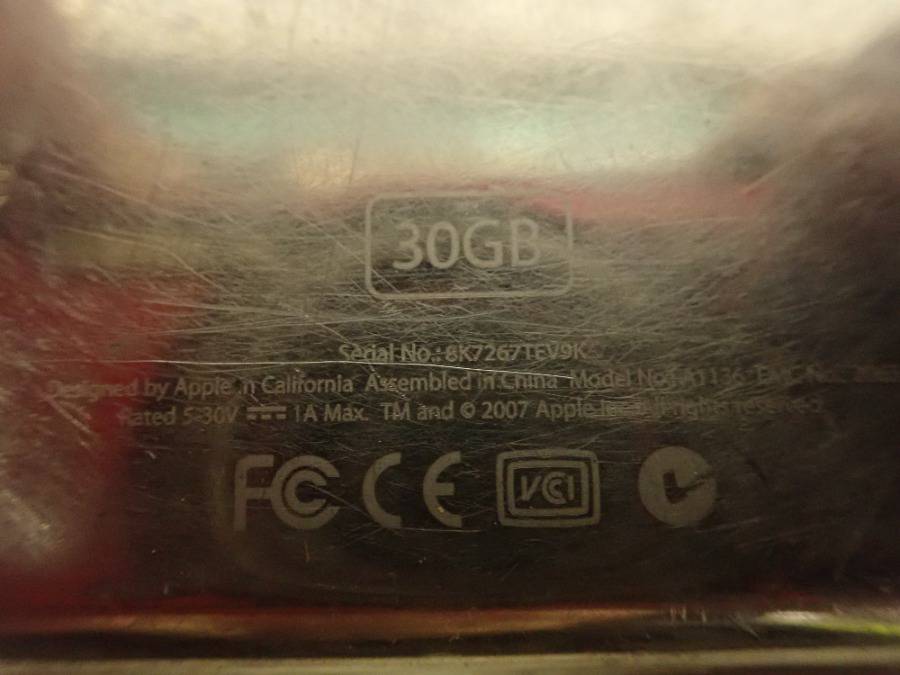 30GB
Serial No.: 8K7267TEV9K
Designed by Apple in California Assembled in China Model No.: A1136 EMC No.
Rated 5-30V 1A Max. TM and © 2007 Apple Inc. All rights reserved.
FC CE VCCI